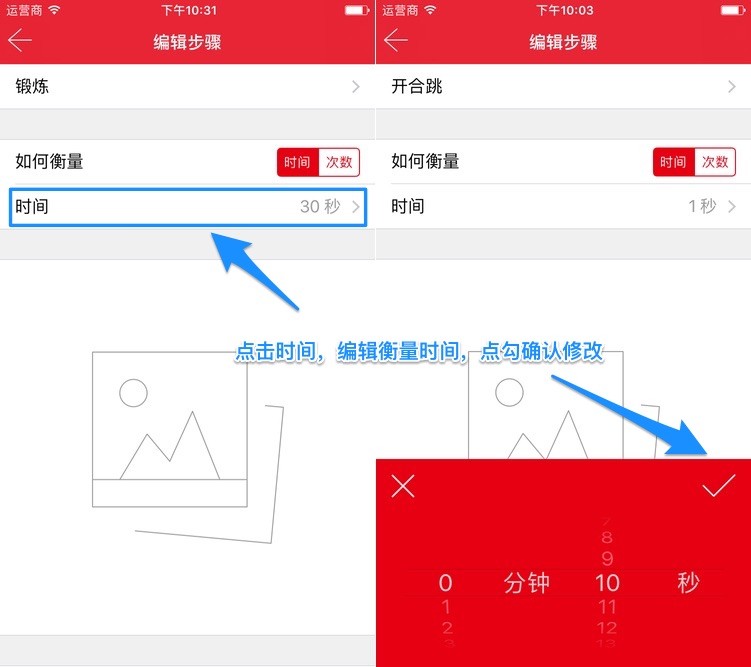 运营商 下午10:31
编辑步骤
锻炼
如何衡量 时间 次数
时间 30 秒
运营商 下午10:03
编辑步骤
开合跳
如何衡量 时间 次数
时间 1 秒
点击时间，编辑衡量时间，点勾确认修改
7
8
9
0 分钟 10 秒
1 11
2 12
3 13